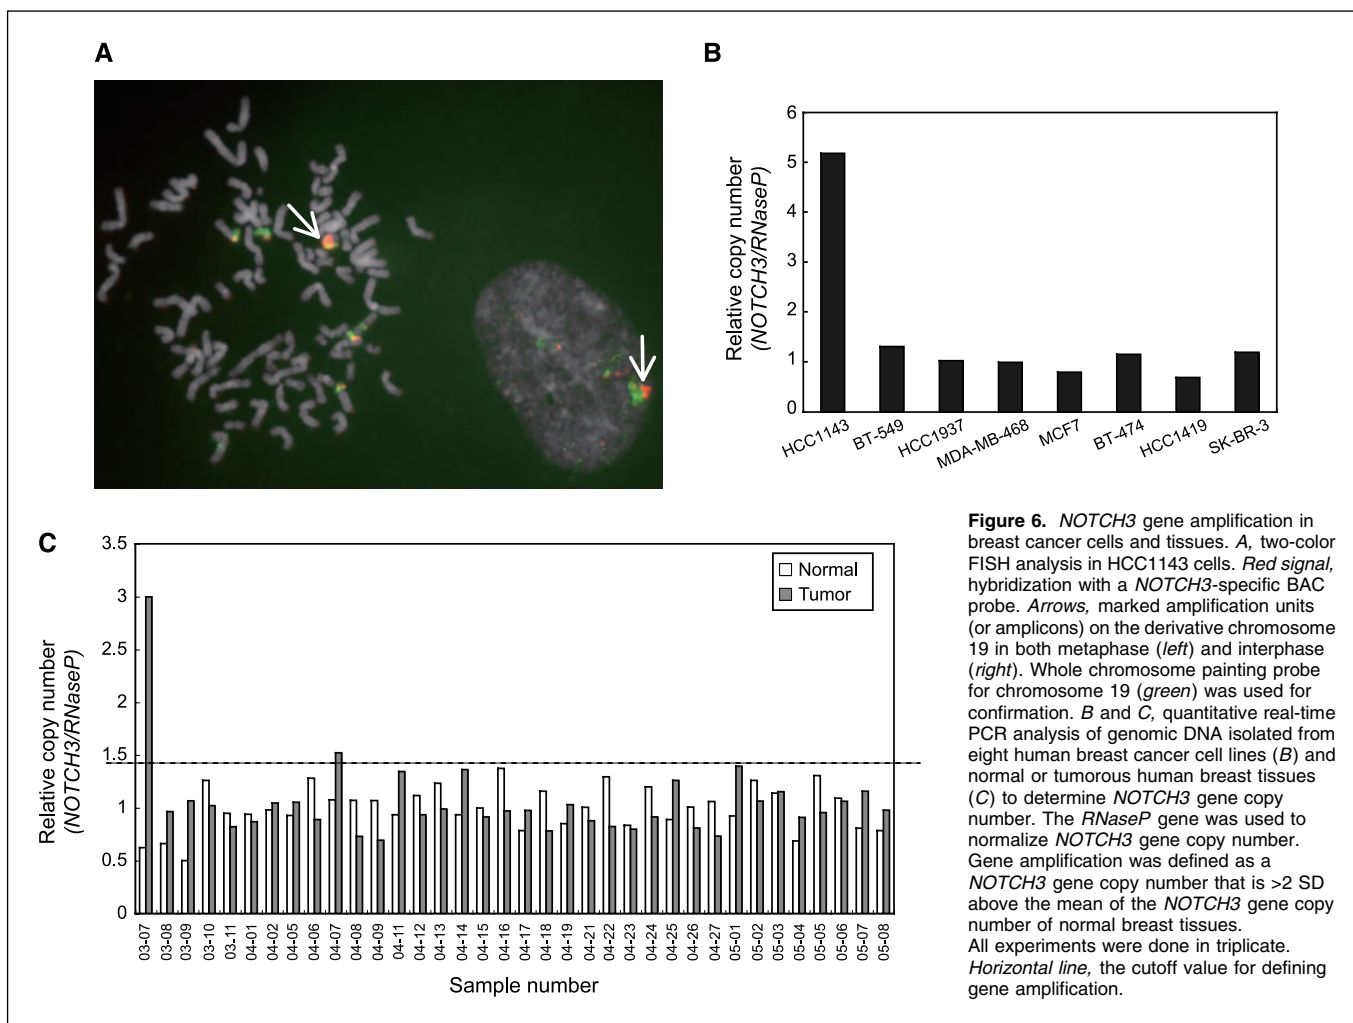 A
B
Relative copy number
(NOTCH3/RNaseP)
6
5
4
3
2
1
0
HCC1143
BT-549
HCC1937
MDA-MB-468
MCF7
BT-474
HCC1419
SK-BR-3
C
Relative copy number
(NOTCH3/RNaseP)
3.5
3
2.5
2
1.5
1
0.5
0
Normal
Tumor
03-07
03-08
03-09
03-10
03-11
04-01
04-02
04-05
04-06
04-07
04-08
04-09
04-11
04-12
04-13
04-14
04-15
04-16
04-17
04-18
04-19
04-21
04-22
04-23
04-24
04-25
04-26
04-27
05-01
05-02
05-03
05-04
05-05
05-06
05-07
05-08
Sample number
Figure 6. NOTCH3 gene amplification in
breast cancer cells and tissues. A, two-color
FISH analysis in HCC1143 cells. Red signal,
hybridization with a NOTCH3-specific BAC
probe. Arrows, marked amplification units
(or amplicons) on the derivative chromosome
19 in both metaphase (left) and interphase
(right). Whole chromosome painting probe
for chromosome 19 (green) was used for
confirmation. B and C, quantitative real-time
PCR analysis of genomic DNA isolated from
eight human breast cancer cell lines (B) and
normal or tumorous human breast tissues
(C) to determine NOTCH3 gene copy
number. The RNaseP gene was used to
normalize NOTCH3 gene copy number.
Gene amplification was defined as a
NOTCH3 gene copy number that is >2 SD
above the mean of the NOTCH3 gene copy
number of normal breast tissues.
All experiments were done in triplicate.
Horizontal line, the cutoff value for defining
gene amplification.